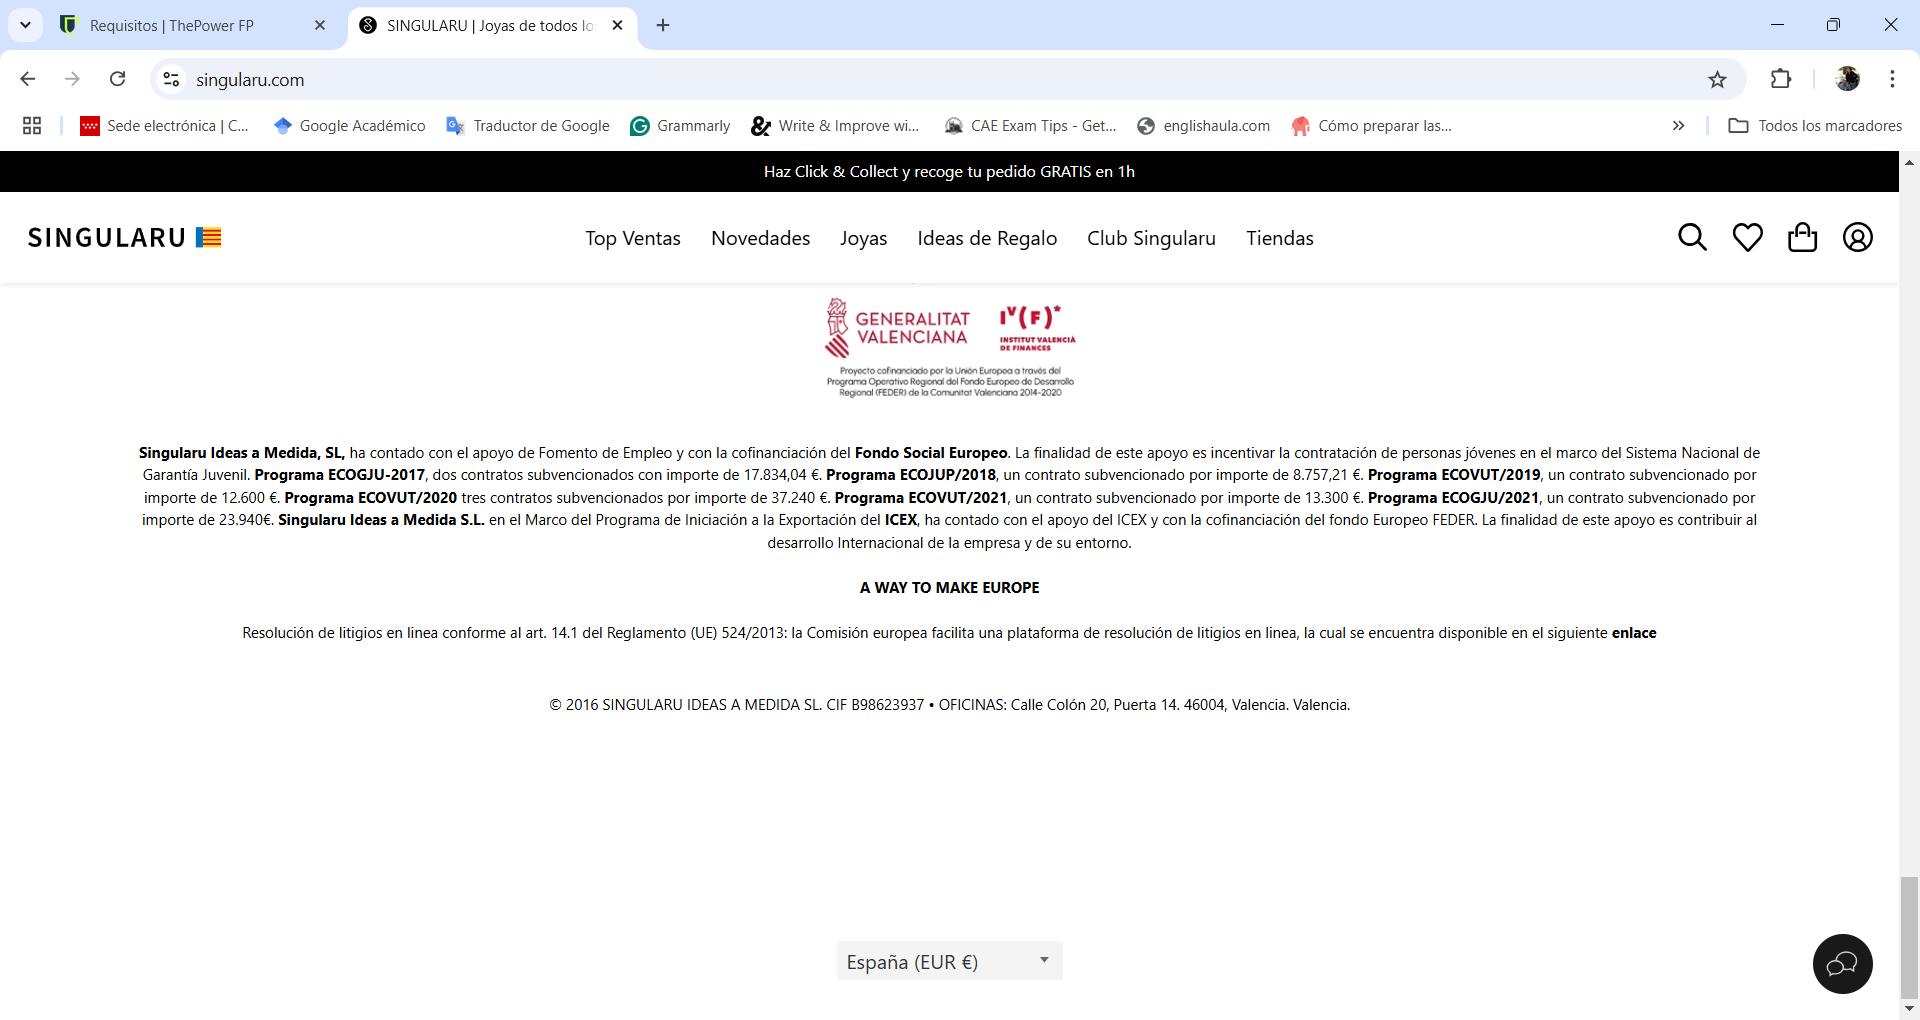 Requisitos | ThePower FP
SINGULARU | Joyas de todos lo
singularu.com
Sede electrónica | C...
Google Académico
Traductor de Google
Grammarly
Write & Improve wi...
CAE Exam Tips - Get...
englishaula.com
Cómo preparar las...
Todos los marcadores
Haz Click & Collect y recoge tu pedido GRATIS en 1h
SINGULARU
Top Ventas
Novedades
Joyas
Ideas de Regalo
Club Singularu
Tiendas
GENERALITAT
VALENCIANA
IV(F)*
INSTITUT VALENCIÀ
DE FINANCES
Proyecto cofinanciado por la Unión Europea a través del
Programa Operativo Regional del Fondo Europeo de Desarrollo
Regional (FEDER) de la Comunitat Valenciana 2014-2020
Singularu Ideas a Medida, SL, ha contado con el apoyo de Fomento de Empleo y con la cofinanciación del Fondo Social Europeo. La finalidad de este apoyo es incentivar la contratación de personas jóvenes en el marco del Sistema Nacional de
Garantía Juvenil. Programa ECOGJU-2017, dos contratos subvencionados con importe de 17.834,04 €. Programa ECOJUP/2018, un contrato subvencionado por importe de 8.757,21 €. Programa ECOVUT/2019, un contrato subvencionado por
importe de 12.600 €. Programa ECOVUT/2020 tres contratos subvencionados por importe de 37.240 €. Programa ECOVUT/2021, un contrato subvencionado por importe de 13.300 €. Programa ECOGJU/2021, un contrato subvencionado por
importe de 23.940€. Singularu Ideas a Medida S.L. en el Marco del Programa de Iniciación a la Exportación del ICEX, ha contado con el apoyo del ICEX y con la cofinanciación del fondo Europeo FEDER. La finalidad de este apoyo es contribuir al
desarrollo Internacional de la empresa y de su entorno.
A WAY TO MAKE EUROPE
Resolución de litigios en linea conforme al art. 14.1 del Reglamento (UE) 524/2013: la Comisión europea facilita una plataforma de resolución de litigios en linea, la cual se encuentra disponible en el siguiente enlace
© 2016 SINGULARU IDEAS A MEDIDA SL. CIF B98623937 • OFICINAS: Calle Colón 20, Puerta 14. 46004, Valencia. Valencia.
España (EUR €)